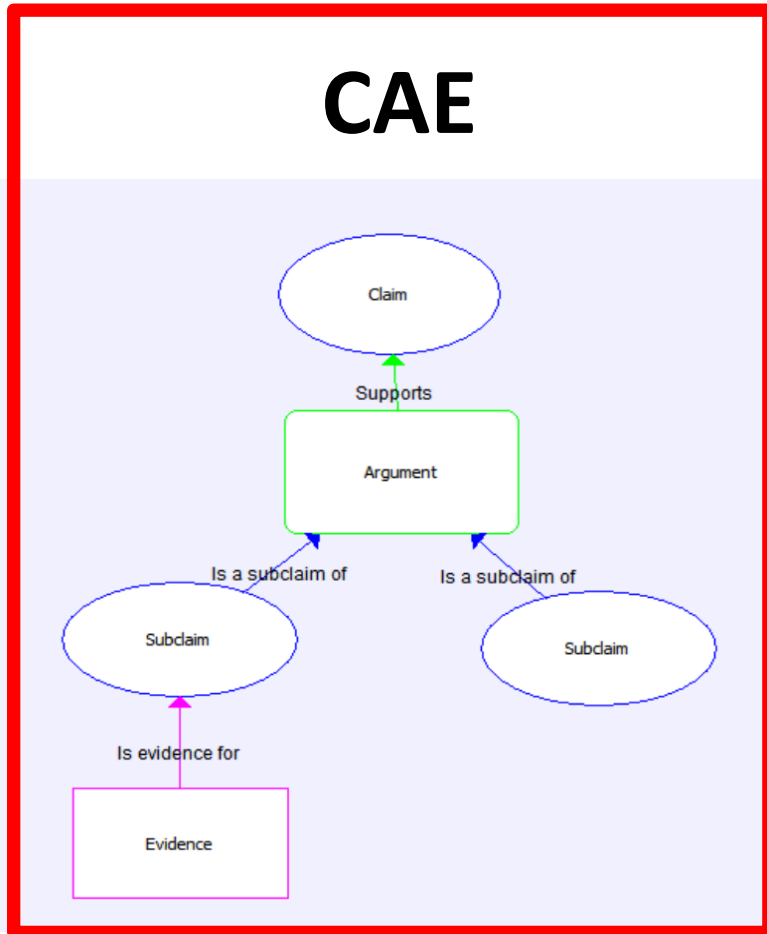 CAE
Claim
Supports
Argument
Is a subclaim of
Is a subclaim of
Subclaim
Subclaim
Is evidence for
Evidence